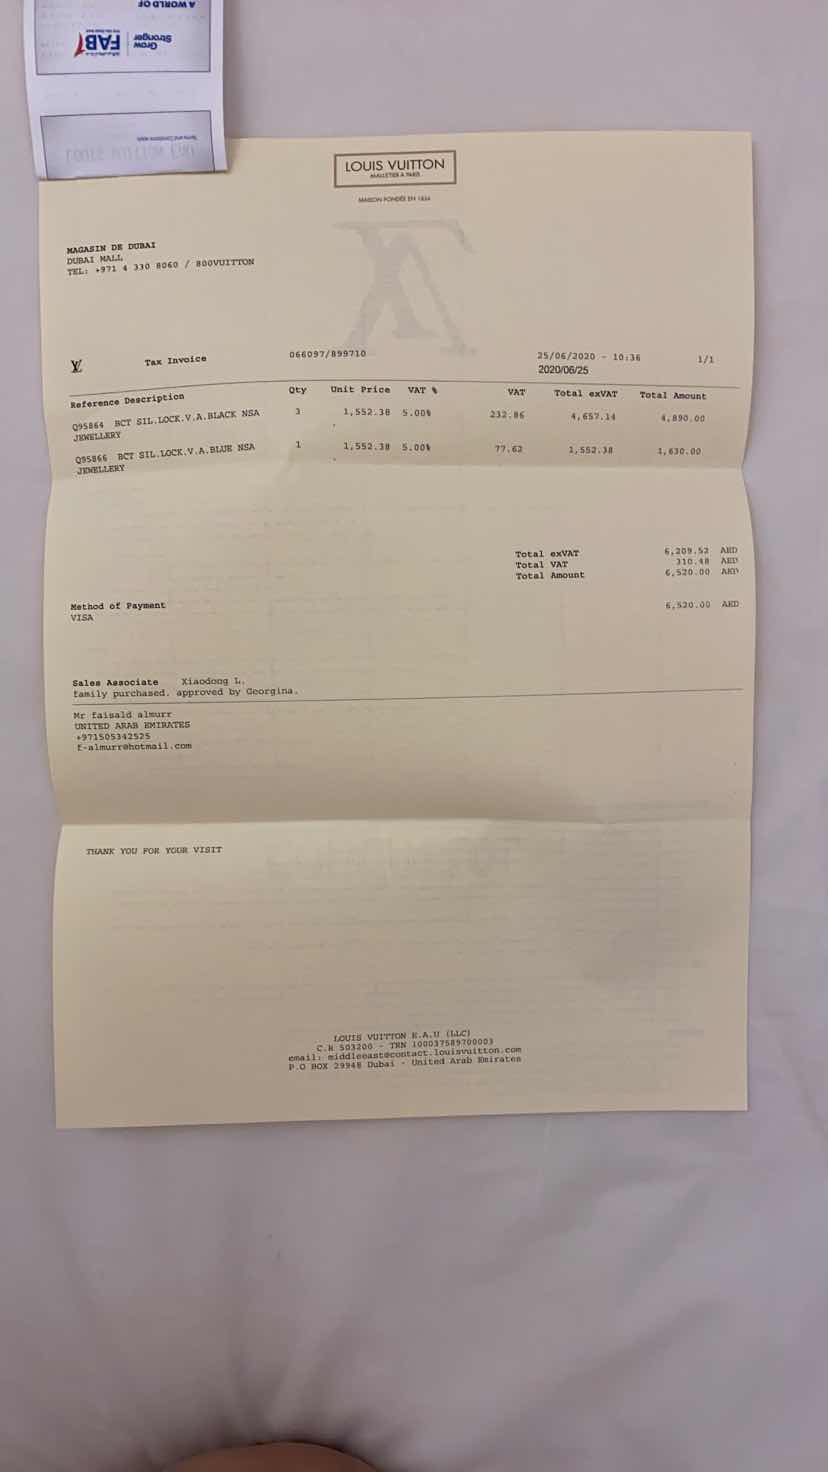 A WORLD OF
FAB
Grow
Stronger
Terms and Conditions apply
LOUIS VUITTON
MALLETIER A PARIS
MAISON FONDÉE EN 1854
MAGASIN DE DUBAI
DUBAI MALL
TEL: +971 4 330 8060 / 800VUITTON
Tax Invoice 066097/899710 25/06/2020 - 10:36 1/1
2020/06/25
Reference Description Qty Unit Price VAT % VAT Total exVAT Total Amount
Q95864 BCT SIL.LOCK.V.A.BLACK NSA 3 1,552.38 5.00% 232.86 4,657.14 4,890.00
JEWELLERY
Q95866 BCT SIL.LOCK.V.A.BLUE NSA 1 1,552.38 5.00% 77.62 1,552.38 1,630.00
JEWELLERY
Total exVAT 6,209.52 AED
Total VAT 310.48 AED
Total Amount 6,520.00 AED
Method of Payment 6,520.00 AED
VISA
Sales Associate Xiaodong L.
family purchased. approved by Georgina.
Mr faisald almurr
UNITED ARAB EMIRATES
+971505342525
f-almurr@hotmail.com
THANK YOU FOR YOUR VISIT
LOUIS VUITTON E.A.U (LLC)
C.R 503200 - TRN 100037589700003
email: middleeast@contact.louisvuitton.com
P.O BOX 29948 Dubai - United Arab Emirates